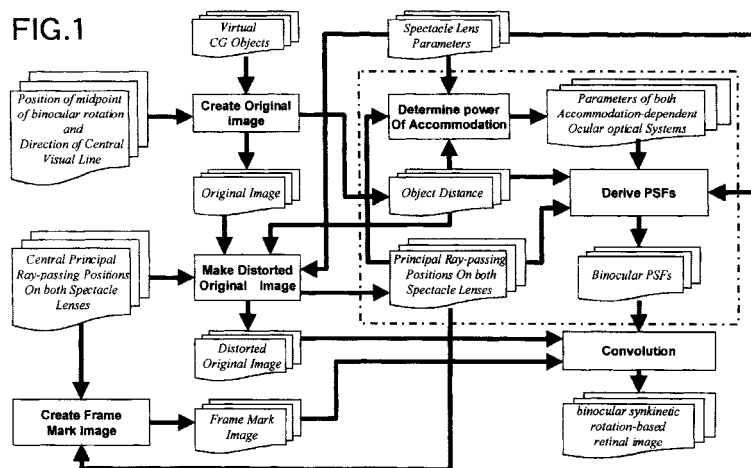 FIG.1
Virtual
CG Objects
Spectacle Lens
Parameters
Position of midpoint
of binocular rotation
and
Direction of Central
Visual Line
Create Original
image
Determine power
Of Accommodation
Parameters of both
Accommodation-dependent
Ocular optical Systems
Original Image
Object Distance
Derive PSFs
Central Principal
Ray-passing Positions
On both Spectacle
Lenses
Make Distorted
Original Image
Principal Ray-passing
Positions On both
Spectacle Lenses
Binocular PSFs
Distorted
Original Image
Convolution
Create Frame
Mark Image
Frame Mark
Image
binocular synkinetic
rotation-based
retinal image